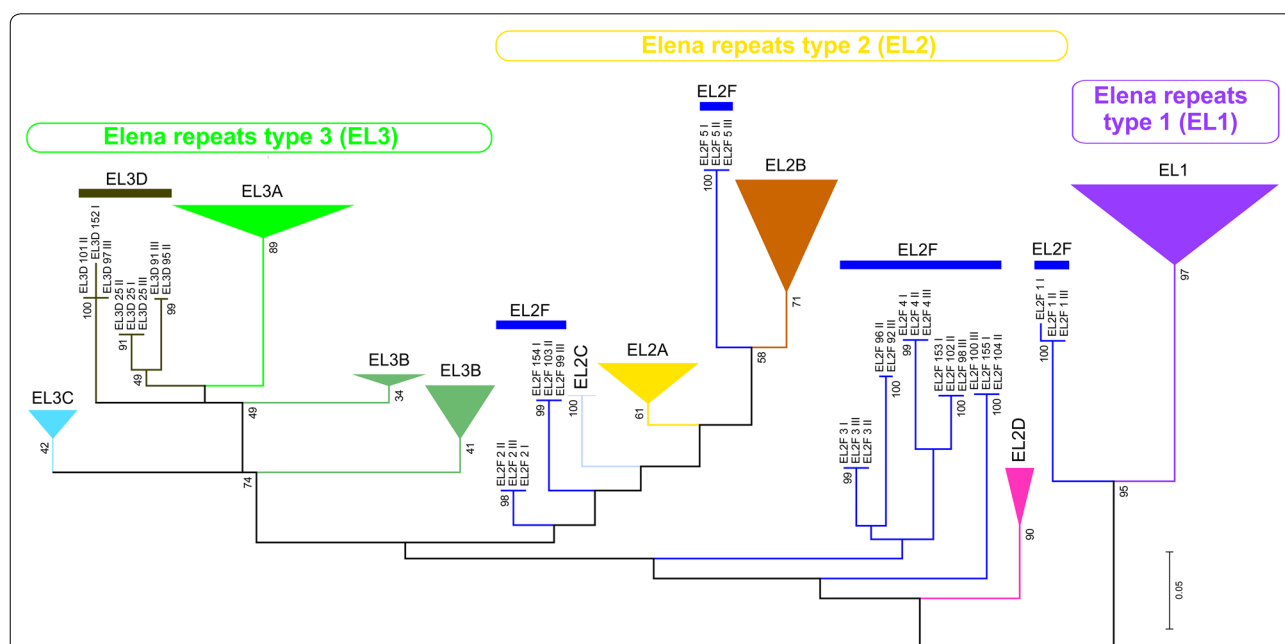 Elena repeats type 2 (EL2)
Elena repeats
type 1 (EL1)
Elena repeats type 3 (EL3)
EL2F
EL2F 5 I
EL2F 5 II
EL2F 5 III
100
EL2B
71
58
EL1
97
EL3D
EL3D 101 II
EL3D 152 I
EL3D 97 III
100
EL3D 25 II
EL3D 25 I
EL3D 25 III
91
EL3D 91 III
EL3D 95 II
99
49
EL3A
89
EL3B
34
49
EL3B
41
EL3C
42
74
EL2F
EL2F 2 II
EL2F 2 III
EL2F 2 I
98
EL2F 154 I
EL2F 103 II
EL2F 99 III
99
EL2C
100
EL2A
61
EL2F
EL2F 3 I
EL2F 3 III
EL2F 3 II
99
EL2F 96 II
EL2F 92 III
100
EL2F 4 I
EL2F 4 II
EL2F 4 III
99
EL2F 153 I
EL2F 102 II
EL2F 98 III
100
EL2F 100 III
EL2F 155 I
EL2F 104 II
100
EL2D
90
EL2F
EL2F 1 I
EL2F 1 II
EL2F 1 III
100
95
0.05